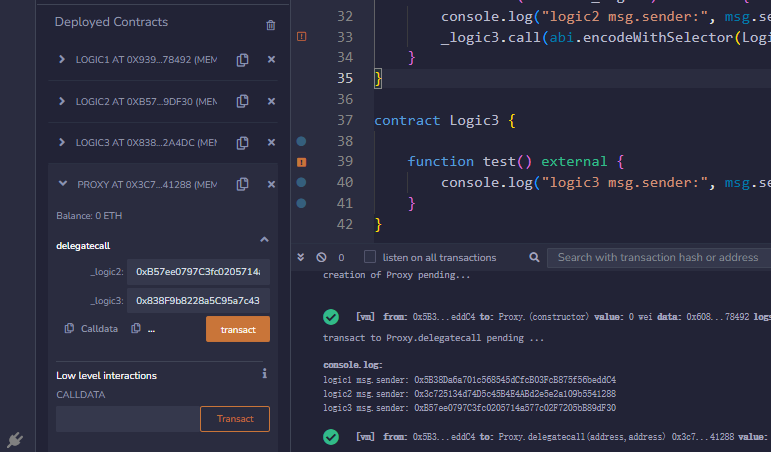 Deployed Contracts
LOGIC1 AT 0X939...78492 (MEM
LOGIC2 AT 0XB57...9DF30 (MEM
LOGIC3 AT 0X838...2A4DC (MEM
PROXY AT 0X3C7...41288 (MEM
Balance: 0 ETH
delegatecall
_logic2: 0xB57ee0797C3fc0205714a
_logic3: 0x838F9b8228a5C95a7c43
Calldata ... transact
Low level interactions i
CALLDATA
Transact
32 console.log("logic2 msg.sender:", msg.se
33 _logic3.call(abi.encodeWithSelector(Logi
34 }
35 }
36
37 contract Logic3 {
38
39 function test() external {
40 console.log("logic3 msg.sender:", msg.se
41 }
42 }
0 listen on all transactions Search with transaction hash or address
creation of Proxy pending...
[vm] from: 0x5B3...eddC4 to: Proxy.(constructor) value: 0 wei data: 0x608...78492 logs
transact to Proxy.delegatecall pending ...
console.log:
logic1 msg.sender: 0x5B38Da6a701c568545dCfcB03FcB875f56beddC4
logic2 msg.sender: 0x3c725134d74D5c45B4E4ABd2e5e2a109b5541288
logic3 msg.sender: 0xB57ee0797C3fc0205714a577c02F7205bB89dF30
[vm] from: 0x5B3...eddC4 to: Proxy.delegatecall(address,address) 0x3c7...41288 value: